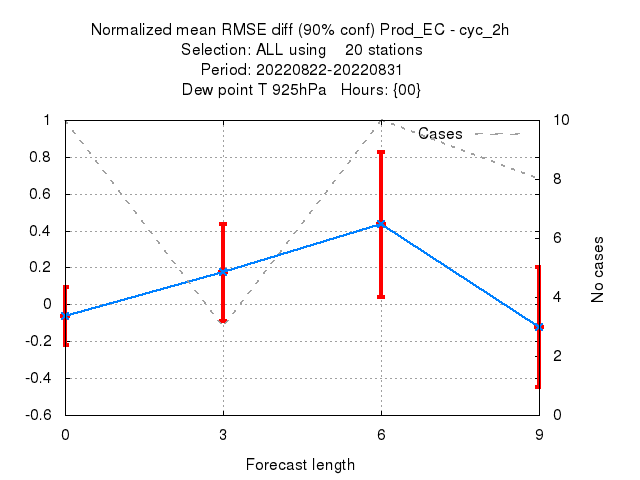 Normalized mean RMSE diff (90% conf) Prod_EC - cyc_2h
Selection: ALL using    20 stations
Period: 20220822-20220831
Dew point T 925hPa   Hours: {00}
Cases
1
0.8
0.6
0.4
0.2
0
-0.2
-0.4
-0.6
10
8
6
4
2
0
No cases
0 3 6 9
Forecast length